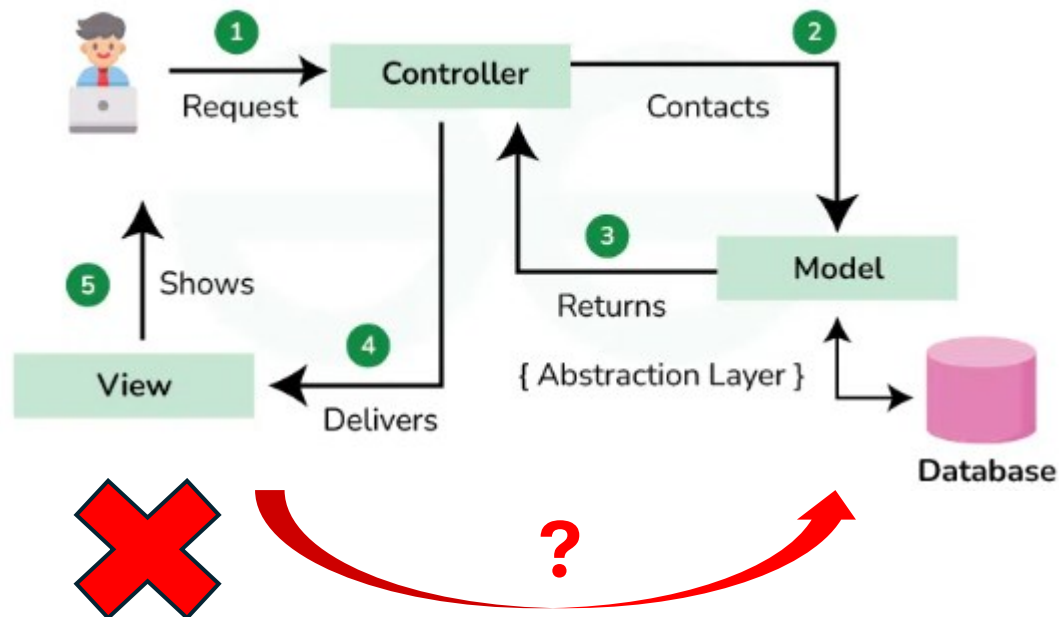 1
2
Controller
Request
Contacts
3
Model
5
Shows
Returns
4
{ Abstraction Layer }
View
Delivers
Database
?